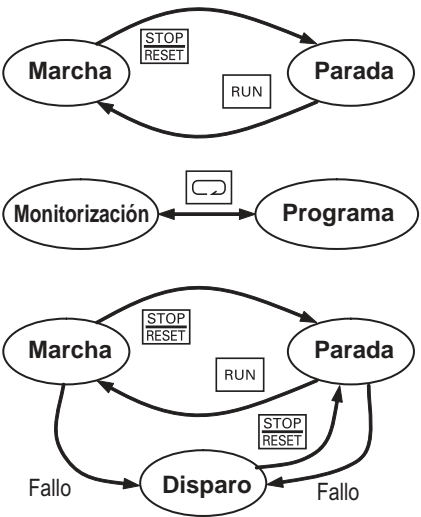 STOP
RESET
Marcha
Parada
RUN
Monitorización
Programa
STOP
RESET
Marcha
Parada
RUN
STOP
RESET
Fallo
Disparo
Fallo